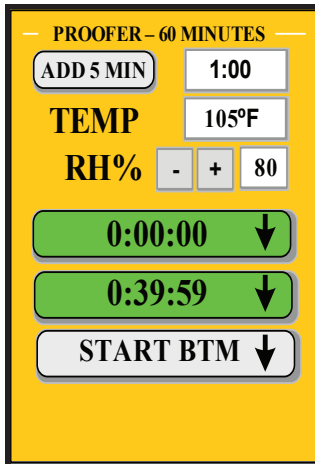 PROOFER – 60 MINUTES
ADD 5 MIN 1:00
TEMP 105ºF
RH% - + 80
0:00:00
0:39:59
START BTM